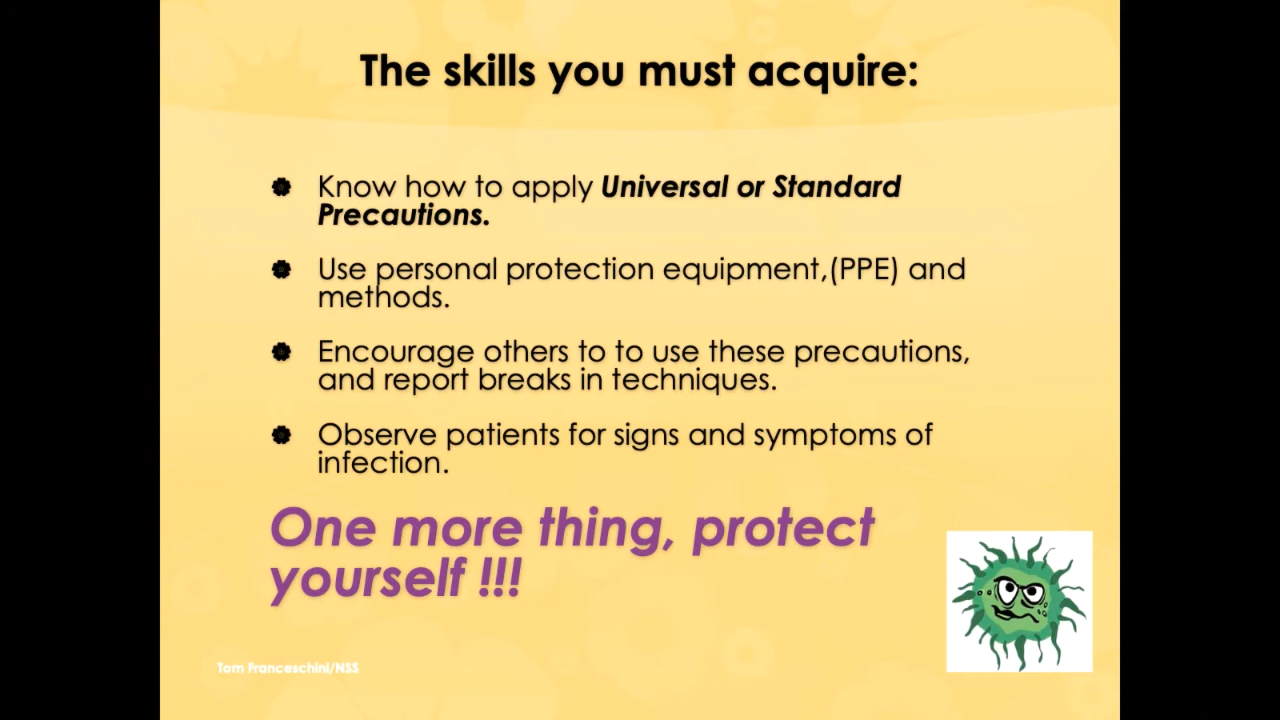 The skills you must acquire:
Know how to apply Universal or Standard
Precautions.
Use personal protection equipment,(PPE) and
methods.
Encourage others to to use these precautions,
and report breaks in techniques.
Observe patients for signs and symptoms of
infection.
One more thing, protect
yourself !!!
Tom Franceschini/NSS